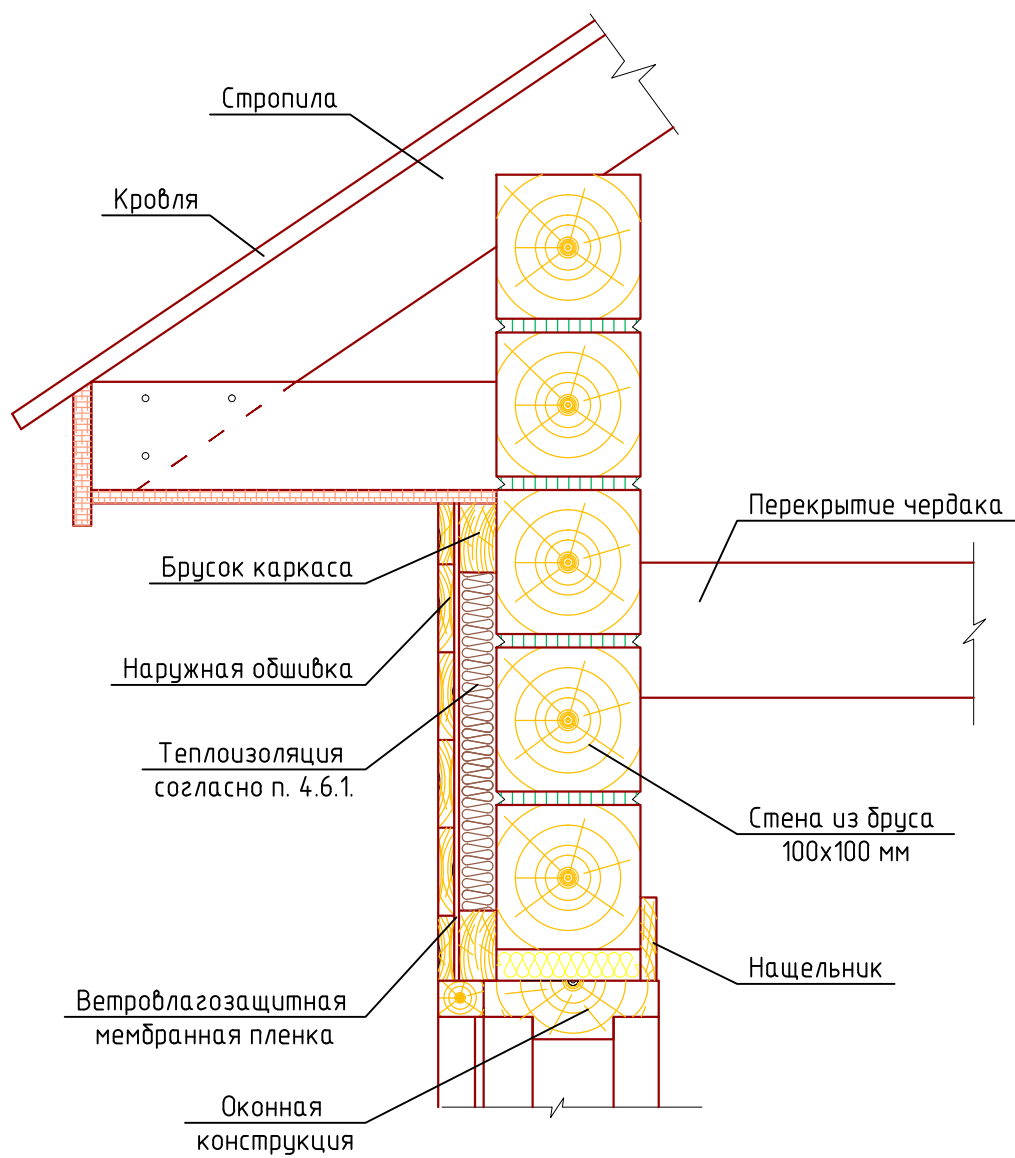 Стропила
Кровля
Перекрытие чердака
Брусок каркаса
Наружная обшивка
Теплоизоляция
согласно п. 4.6.1.
Стена из бруса
100х100 мм
Нащельник
Ветровлагозащитная
мембранная пленка
Оконная
конструкция